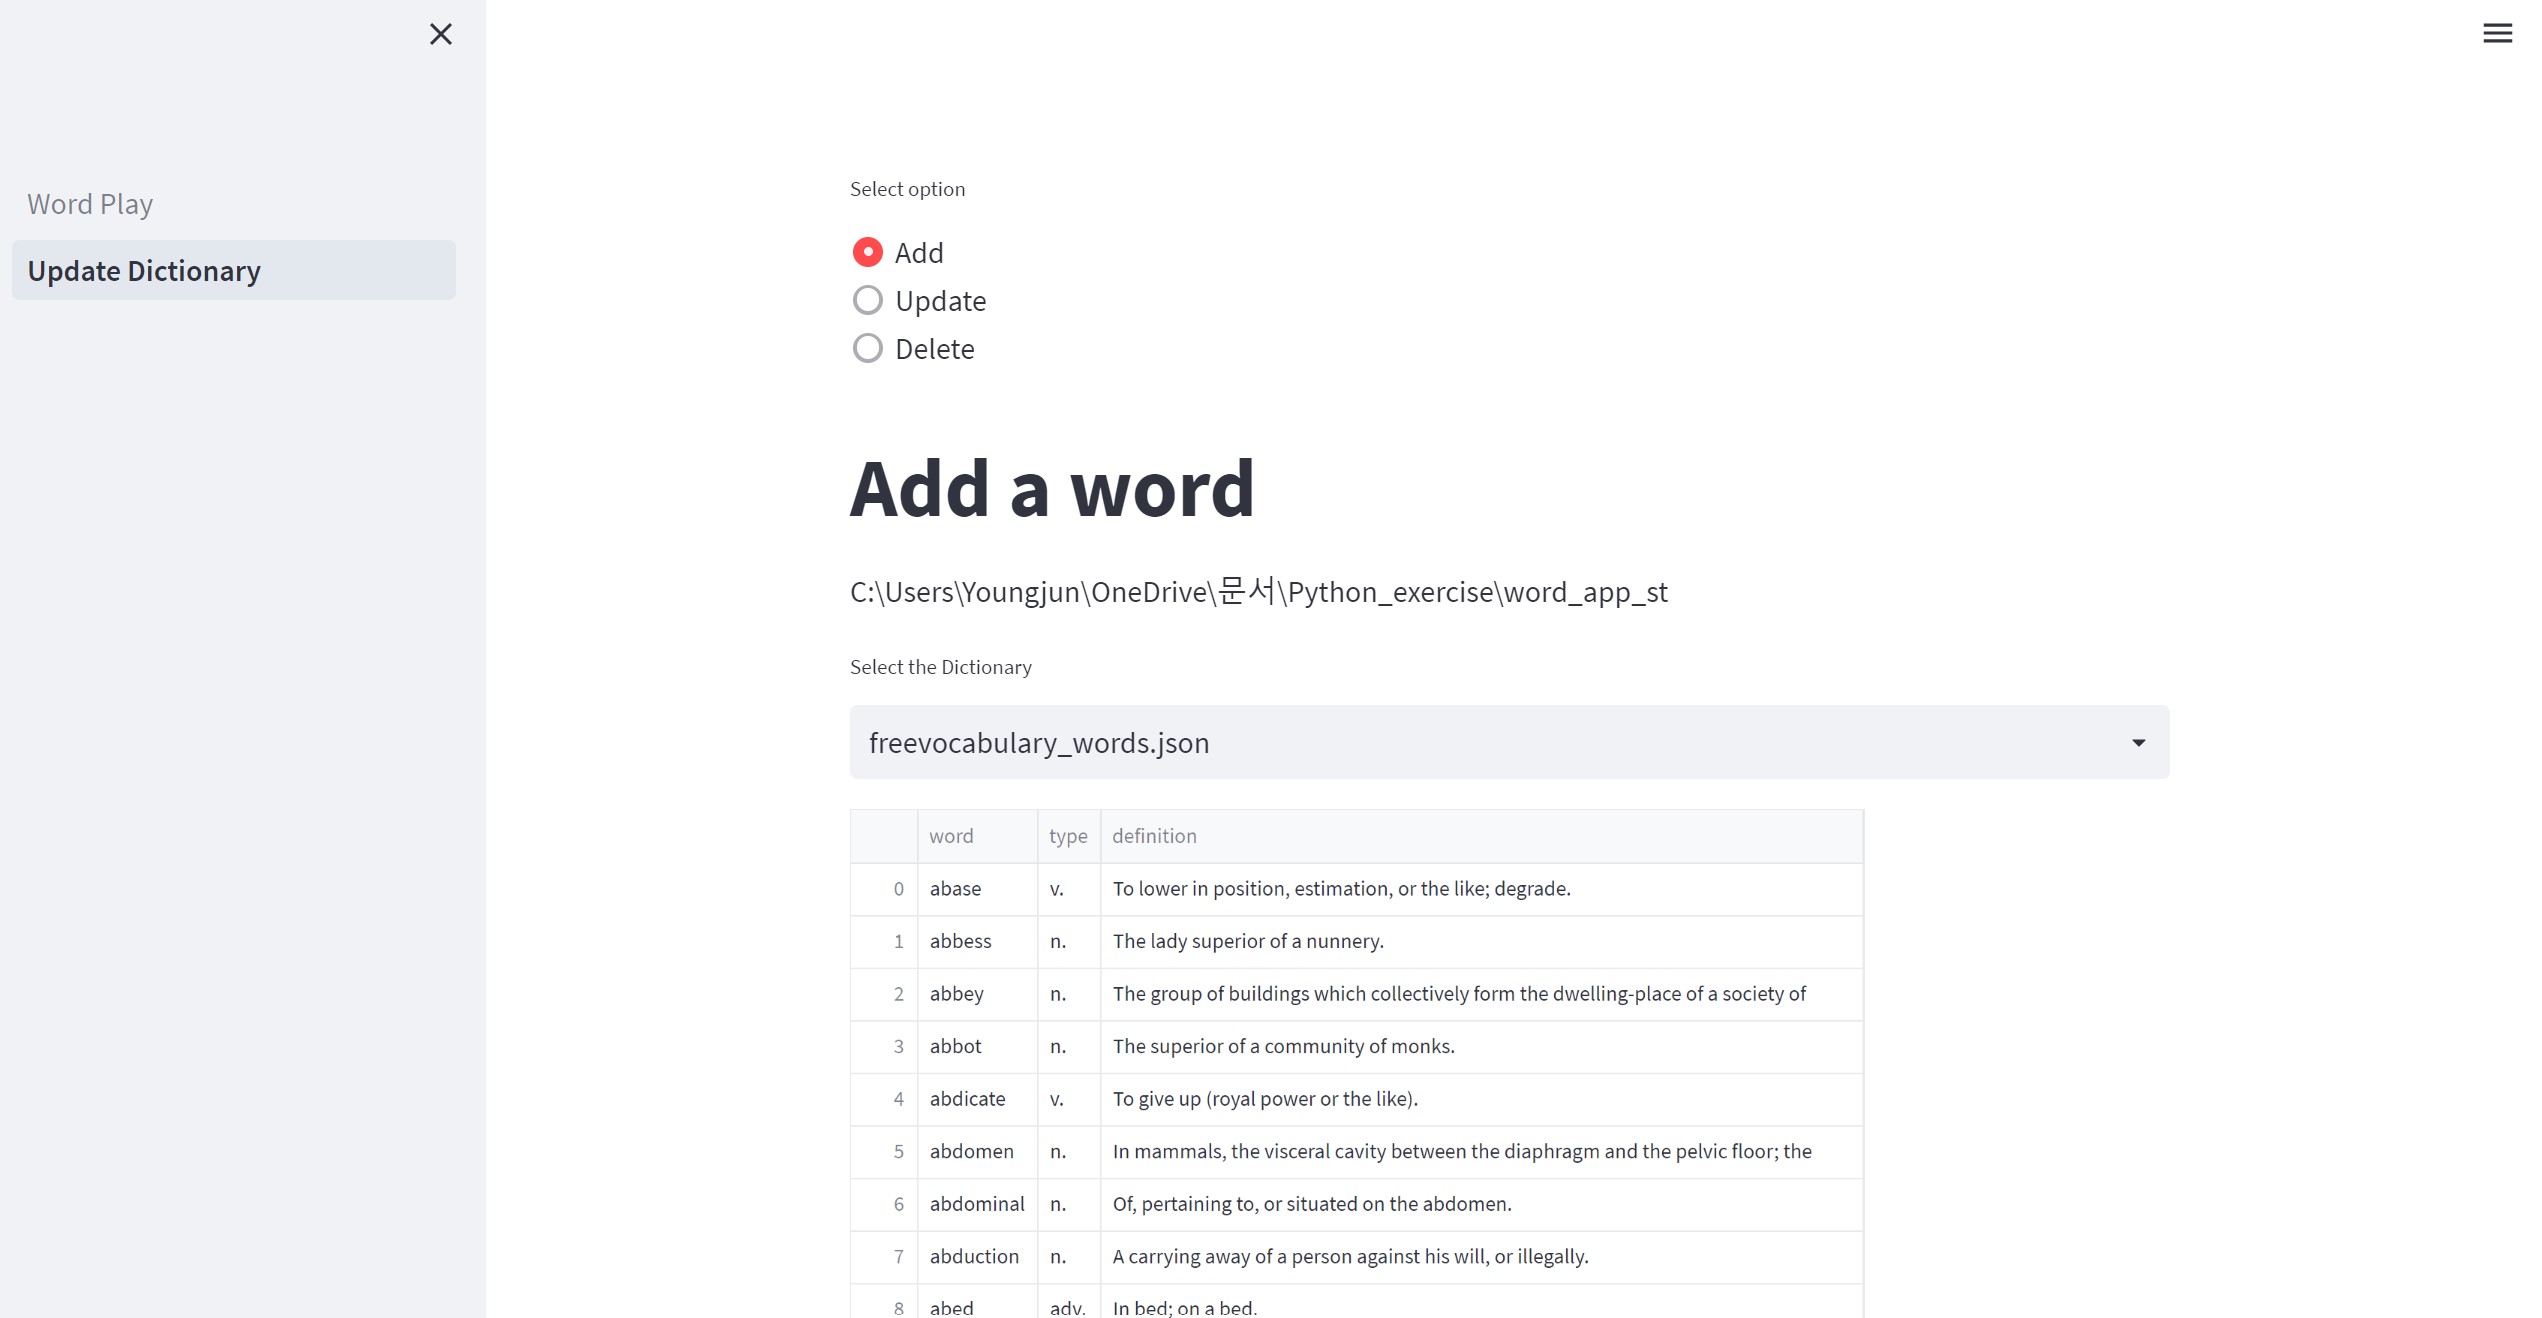 Word Play
Update Dictionary
Select option
Add
Update
Delete
Add a word
C:\Users\Youngjun\OneDrive\문서\Python_exercise\word_app_st
Select the Dictionary
freevocabulary_words.json
word type definition
0 abase v. To lower in position, estimation, or the like; degrade.
1 abbess n. The lady superior of a nunnery.
2 abbey n. The group of buildings which collectively form the dwelling-place of a society of
3 abbot n. The superior of a community of monks.
4 abdicate v. To give up (royal power or the like).
5 abdomen n. In mammals, the visceral cavity between the diaphragm and the pelvic floor; the
6 abdominal n. Of, pertaining to, or situated on the abdomen.
7 abduction n. A carrying away of a person against his will, or illegally.
8 abed adv. In bed; on a bed.